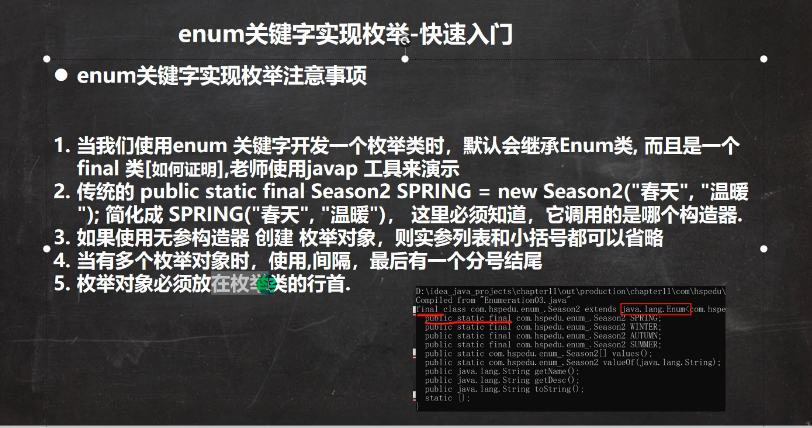 enum关键字实现枚举-快速入门
● enum关键字实现枚举注意事项
1. 当我们使用enum 关键字开发一个枚举类时，默认会继承Enum类, 而且是一个
final 类[如何证明],老师使用javap 工具来演示
2. 传统的 public static final Season2 SPRING = new Season2("春天", "温暖
"); 简化成 SPRING("春天", "温暖")， 这里必须知道，它调用的是哪个构造器.
3. 如果使用无参构造器 创建 枚举对象，则实参列表和小括号都可以省略
4. 当有多个枚举对象时，使用,间隔，最后有一个分号结尾
5. 枚举对象必须放在枚举类的行首.
D:\idea_java_projects\chapter11\out\production\chapter11\com\hspedu\
Compiled from "Enumeration03.java"
final class com.hspedu.enum_.Season2 extends java.lang.Enum<com.hspe
public static final com.hspedu.enum_.Season2 SPRING;
public static final com.hspedu.enum_.Season2 WINTER;
public static final com.hspedu.enum_.Season2 AUTUMN;
public static final com.hspedu.enum_.Season2 SUMMER;
public static com.hspedu.enum_.Season2[] values();
public static com.hspedu.enum_.Season2 valueOf(java.lang.String);
public java.lang.String getName();
public java.lang.String getDesc();
public java.lang.String toString();
static {};